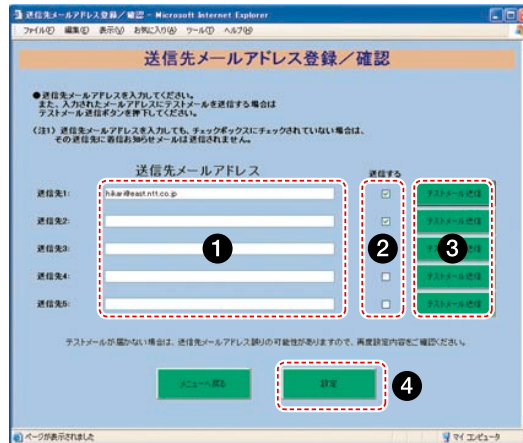 送信先メールアドレス登録／確認 - Microsoft Internet Explorer
ファイル(F) 編集(E) 表示(V) お気に入り(A) ツール(T) ヘルプ(H)
送信先メールアドレス登録／確認
●送信先メールアドレスを入力してください。
また、入力されたメールアドレスにテストメールを送信する場合は
テストメール送信ボタンを押下してください。
(注1) 送信先メールアドレスを入力しても、チェックボックスにチェックされていない場合は、
その送信先に着信お知らせメールは送信されません。
送信先メールアドレス 送信する
送信先1: hikari@east.ntt.co.jp テストメール送信
送信先2: テストメール送信
送信先3: 1 2 3
送信先4: テストメール送信
送信先5: テストメール送信
テストメールが届かない場合は、送信先メールアドレス誤りの可能性がありますので、再度設定内容をご確認ください。
メニューへ戻る 設定 4
ページが表示されました マイ コンピュータ